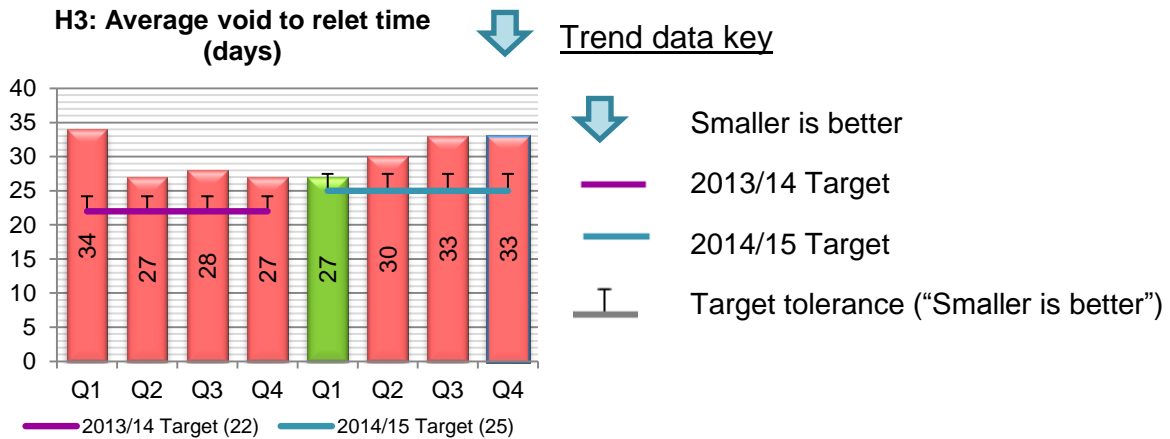 H3: Average void to relet time
(days)
40
35
30
25
20
15
10
5
0
34
27
28
27
27
30
33
33
Q1 Q2 Q3 Q4 Q1 Q2 Q3 Q4
2013/14 Target (22) 2014/15 Target (25)
Trend data key
Smaller is better
2013/14 Target
2014/15 Target
Target tolerance (“Smaller is better”)